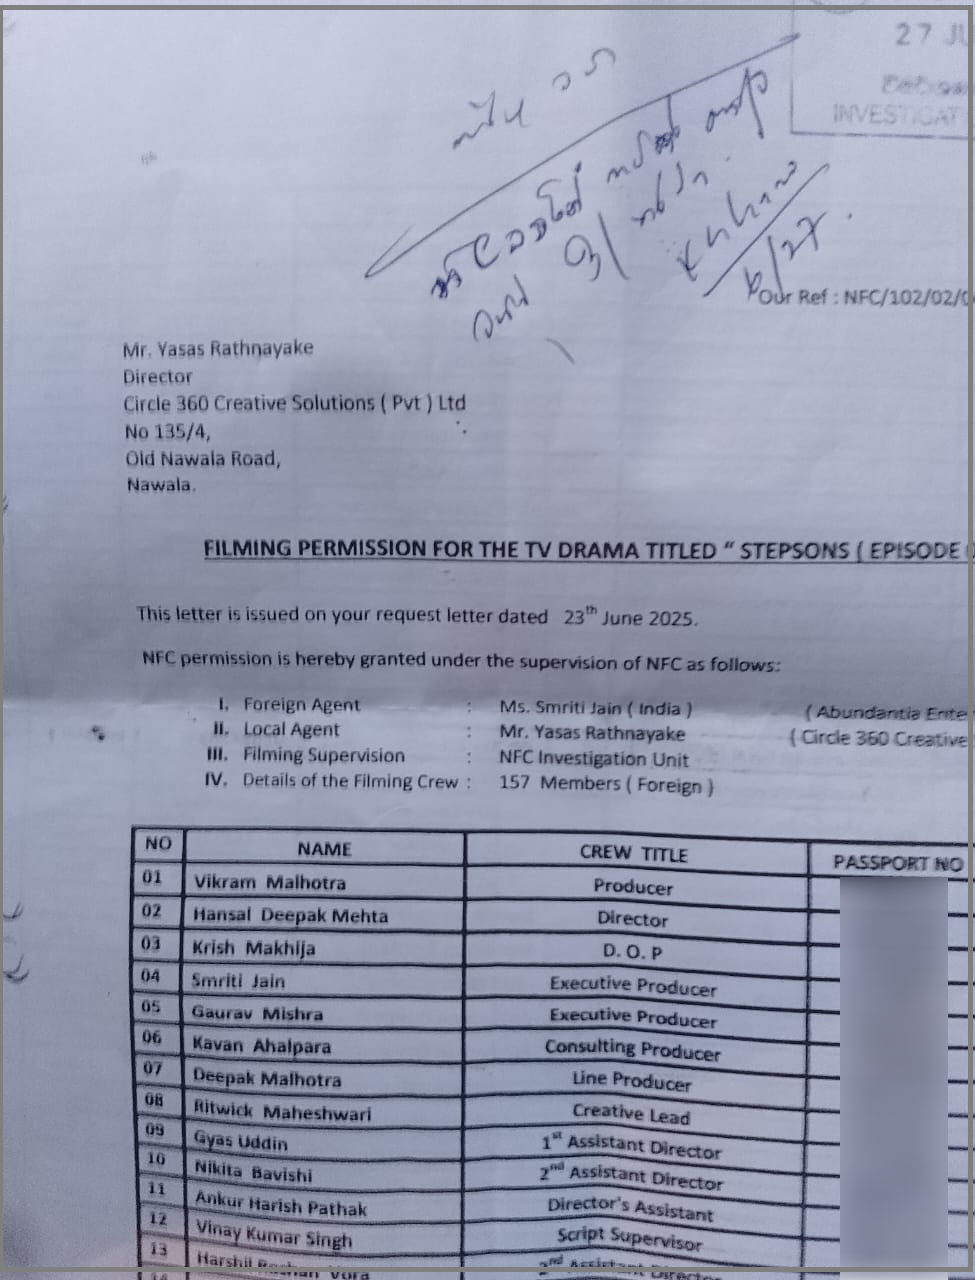 27 JU
INVESTIGAT
6/27
Our Ref : NFC/102/02/0
Mr. Yasas Rathnayake
Director
Circle 360 Creative Solutions ( Pvt ) Ltd
No 135/4,
Old Nawala Road,
Nawala.
FILMING PERMISSION FOR THE TV DRAMA TITLED “ STEPSONS ( EPISODE
This letter is issued on your request letter dated 23th June 2025.
NFC permission is hereby granted under the supervision of NFC as follows:
I. Foreign Agent : Ms. Smriti Jain ( India ) ( Abundantia Ente
II. Local Agent : Mr. Yasas Rathnayake ( Circle 360 Creative
III. Filming Supervision : NFC Investigation Unit
IV. Details of the Filming Crew : 157 Members ( Foreign )
NO NAME CREW TITLE PASSPORT NO
01 Vikram Malhotra Producer
02 Hansal Deepak Mehta Director
03 Krish Makhija D. O. P
04 Smriti Jain Executive Producer
05 Gaurav Mishra Executive Producer
06 Kavan Ahalpara Consulting Producer
07 Deepak Malhotra Line Producer
08 Ritwick Maheshwari Creative Lead
09 Gyas Uddin 1st Assistant Director
10 Nikita Bavishi 2nd Assistant Director
11 Ankur Harish Pathak Director's Assistant
12 Vinay Kumar Singh Script Supervisor
13 Harshil Vora 2nd Assistant Director
14